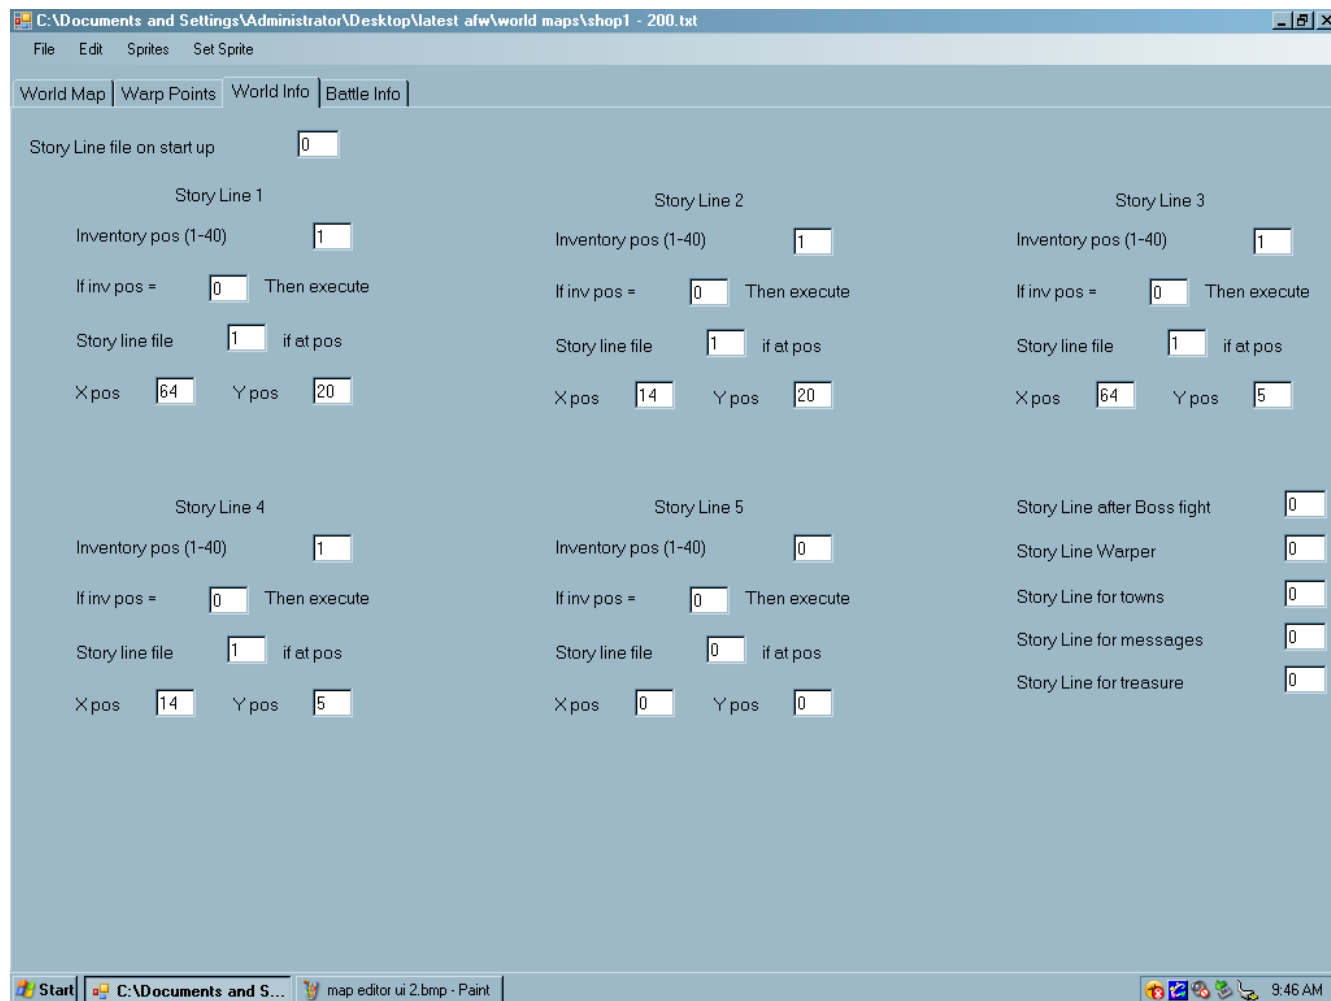 C:\Documents and Settings\Administrator\Desktop\latest afw\world maps\shop1 - 200.txt
File Edit Sprites Set Sprite
World Map Warp Points World Info Battle Info
Story Line file on start up 0
Story Line 1
Inventory pos (1-40) 1
If inv pos = 0 Then execute
Story line file 1 if at pos
X pos 64 Y pos 20
Story Line 2
Inventory pos (1-40) 1
If inv pos = 0 Then execute
Story line file 1 if at pos
X pos 14 Y pos 20
Story Line 3
Inventory pos (1-40) 1
If inv pos = 0 Then execute
Story line file 1 if at pos
X pos 64 Y pos 5
Story Line 4
Inventory pos (1-40) 1
If inv pos = 0 Then execute
Story line file 1 if at pos
X pos 14 Y pos 5
Story Line 5
Inventory pos (1-40) 0
If inv pos = 0 Then execute
Story line file 0 if at pos
X pos 0 Y pos 0
Story Line after Boss fight 0
Story Line Warper 0
Story Line for towns 0
Story Line for messages 0
Story Line for treasure 0
Start C:\Documents and S... map editor ui 2.bmp - Paint 9:46 AM